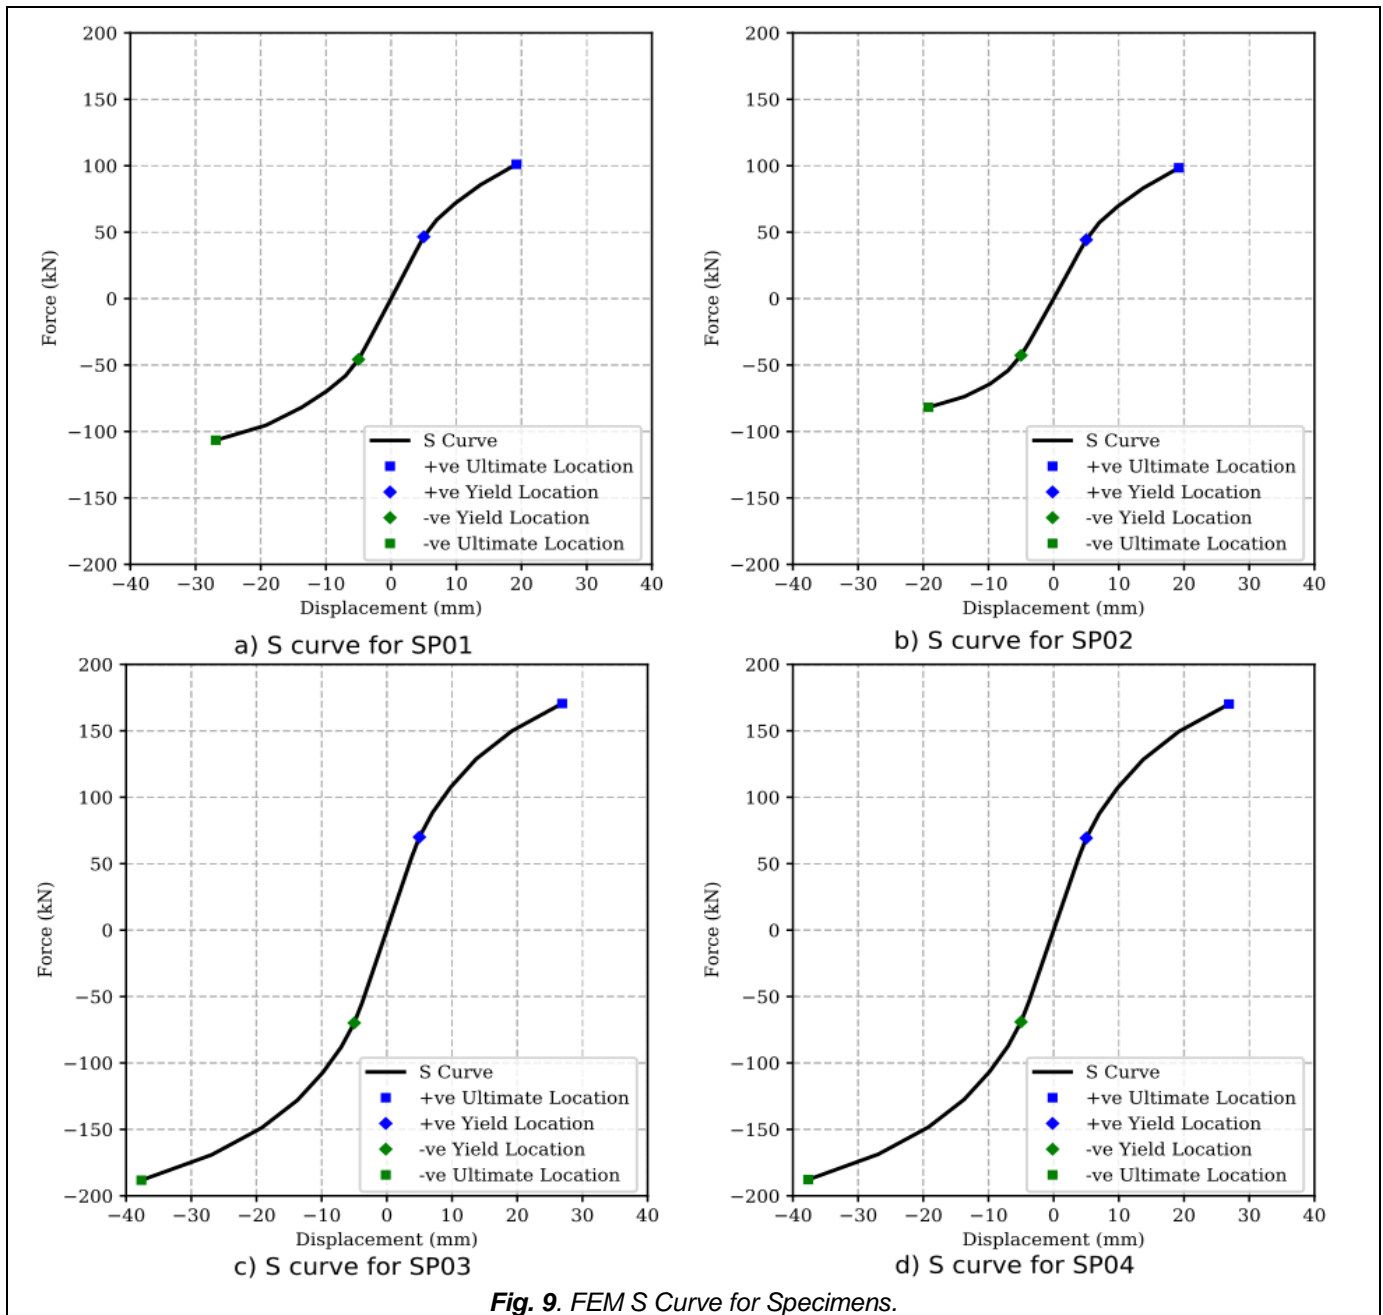 200
150
100
50
0
−50
−100
−150
−200
Force (kN)
S Curve
+ve Ultimate Location
+ve Yield Location
-ve Yield Location
-ve Ultimate Location
−40 −30 −20 −10 0 10 20 30 40
Displacement (mm)
a) S curve for SP01
200
150
100
50
0
−50
−100
−150
−200
Force (kN)
S Curve
+ve Ultimate Location
+ve Yield Location
-ve Yield Location
-ve Ultimate Location
−40 −30 −20 −10 0 10 20 30 40
Displacement (mm)
b) S curve for SP02
200
150
100
50
0
−50
−100
−150
−200
Force (kN)
S Curve
+ve Ultimate Location
+ve Yield Location
-ve Yield Location
-ve Ultimate Location
−40 −30 −20 −10 0 10 20 30 40
Displacement (mm)
c) S curve for SP03
200
150
100
50
0
−50
−100
−150
−200
Force (kN)
S Curve
+ve Ultimate Location
+ve Yield Location
-ve Yield Location
-ve Ultimate Location
−40 −30 −20 −10 0 10 20 30 40
Displacement (mm)
d) S curve for SP04
Fig. 9. FEM S Curve for Specimens.